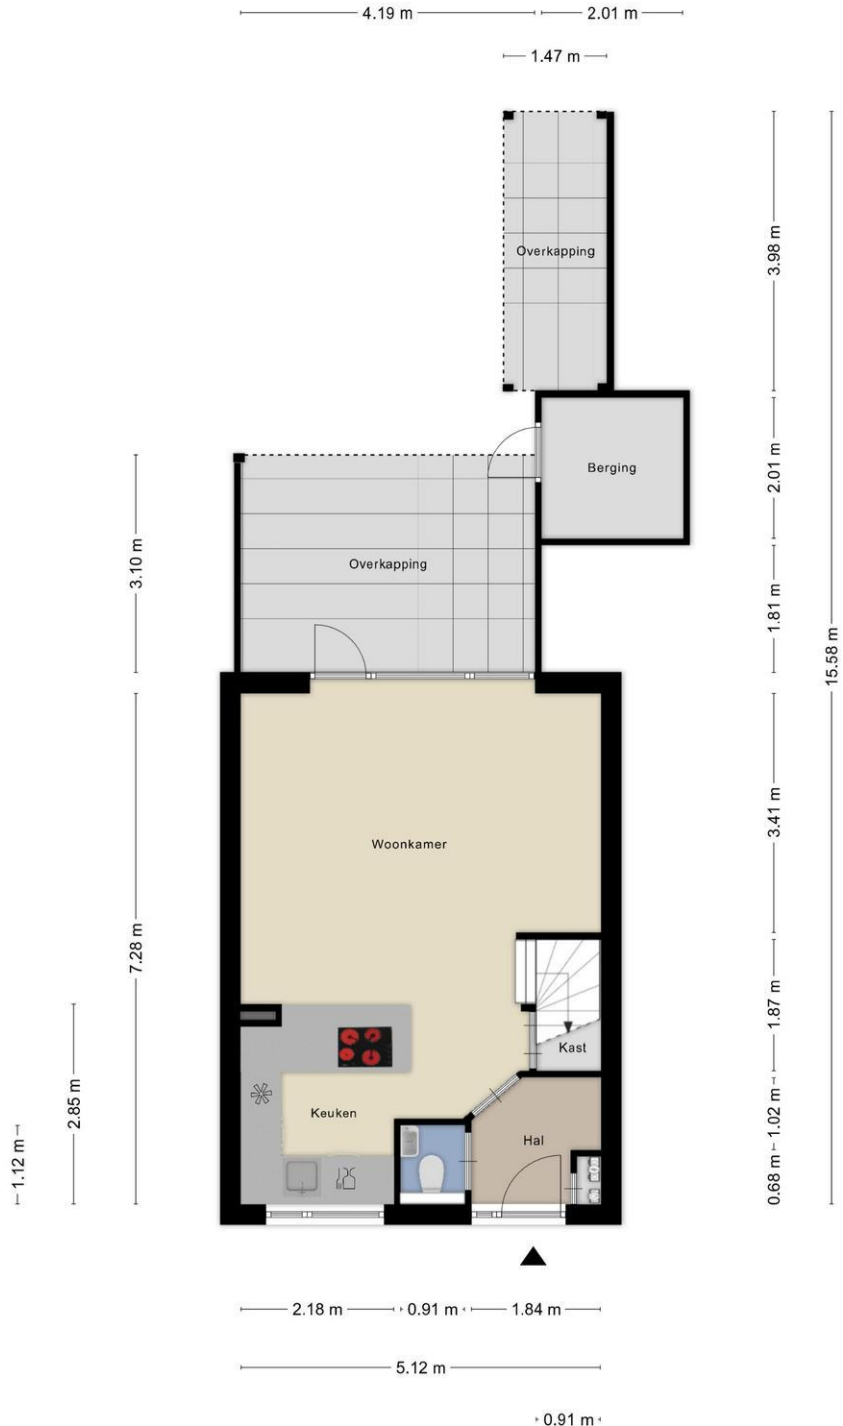 4.19 m
2.01 m
1.47 m
Overkapping
3.98 m
Berging
2.01 m
3.10 m
Overkapping
1.81 m
15.58 m
Woonkamer
3.41 m
7.28 m
1.87 m
Kast
2.85 m
Keuken
1.02 m
Hal
1.12 m
0.68 m
2.18 m
0.91 m
1.84 m
5.12 m
0.91 m